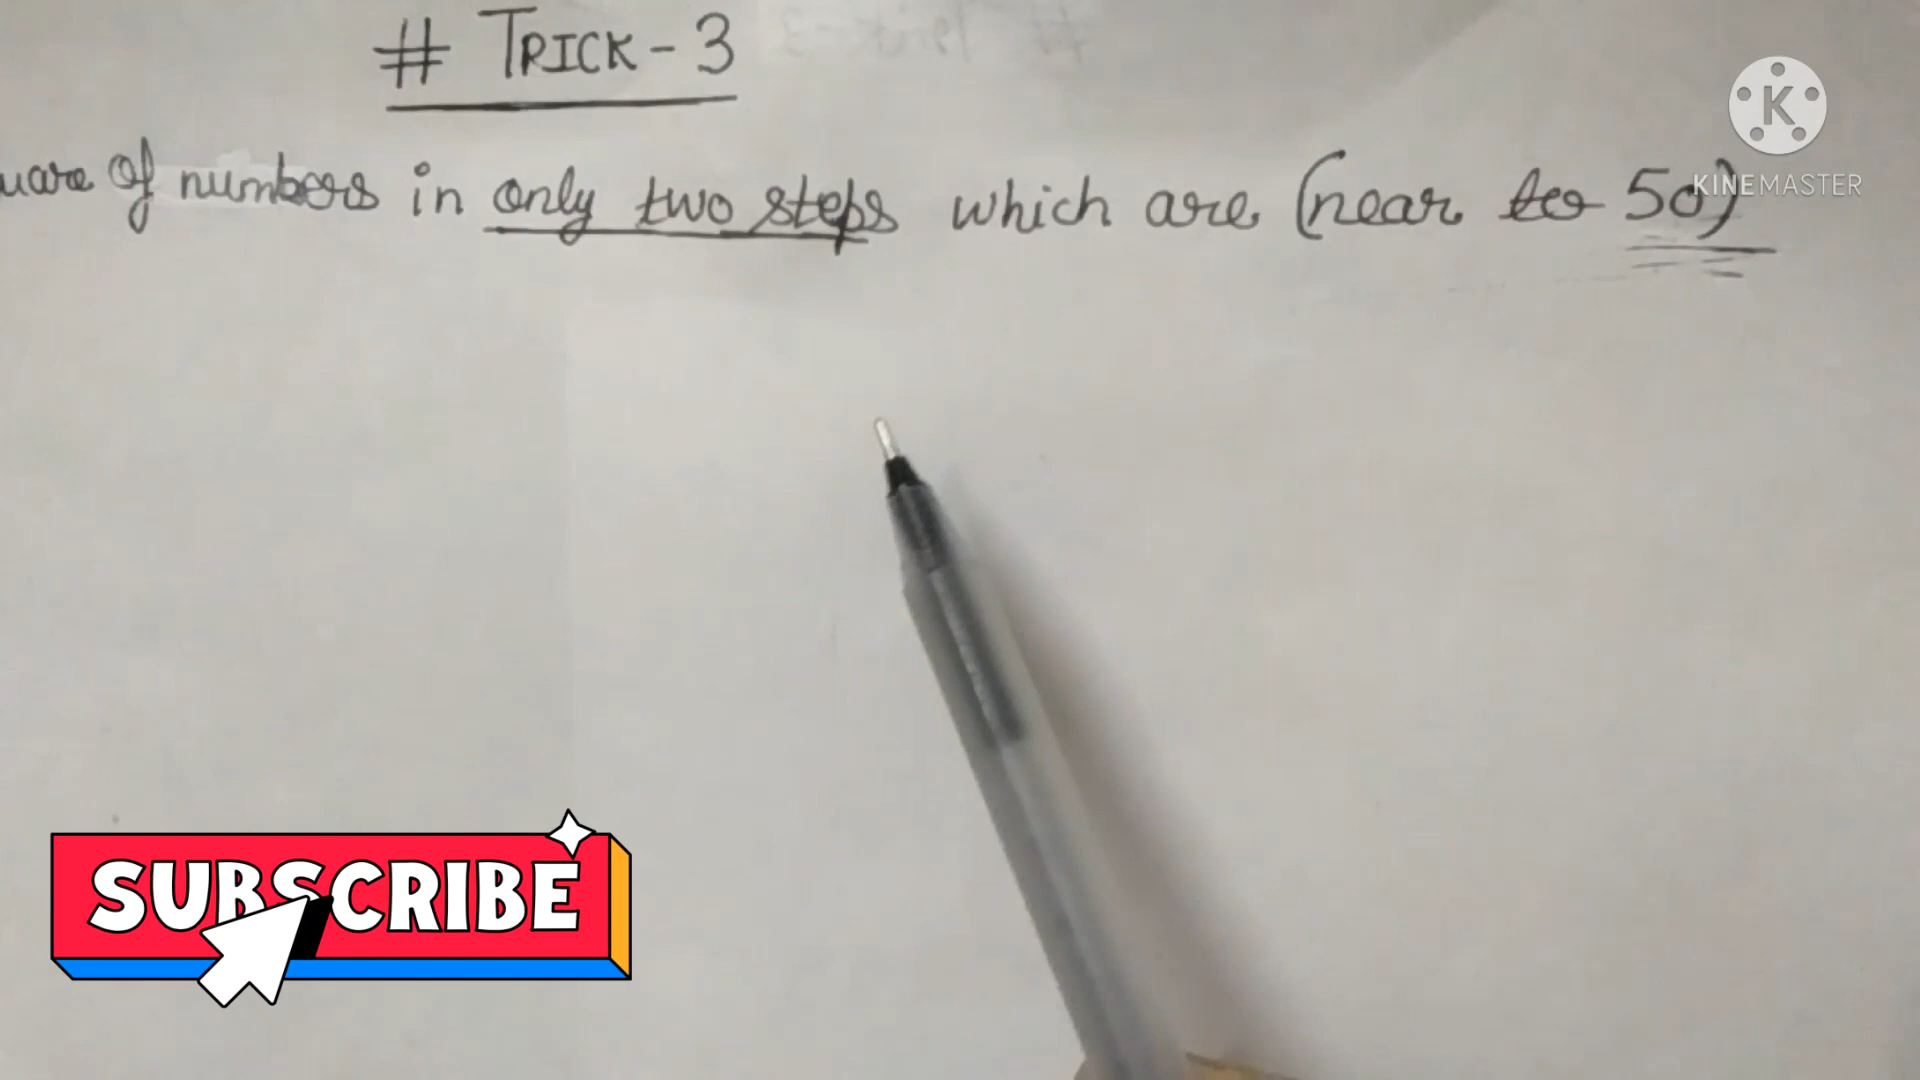 # TRICK-3
uare of numbers in only two steps which are (near to 50)
KINEMASTER
SUBSCRIBE